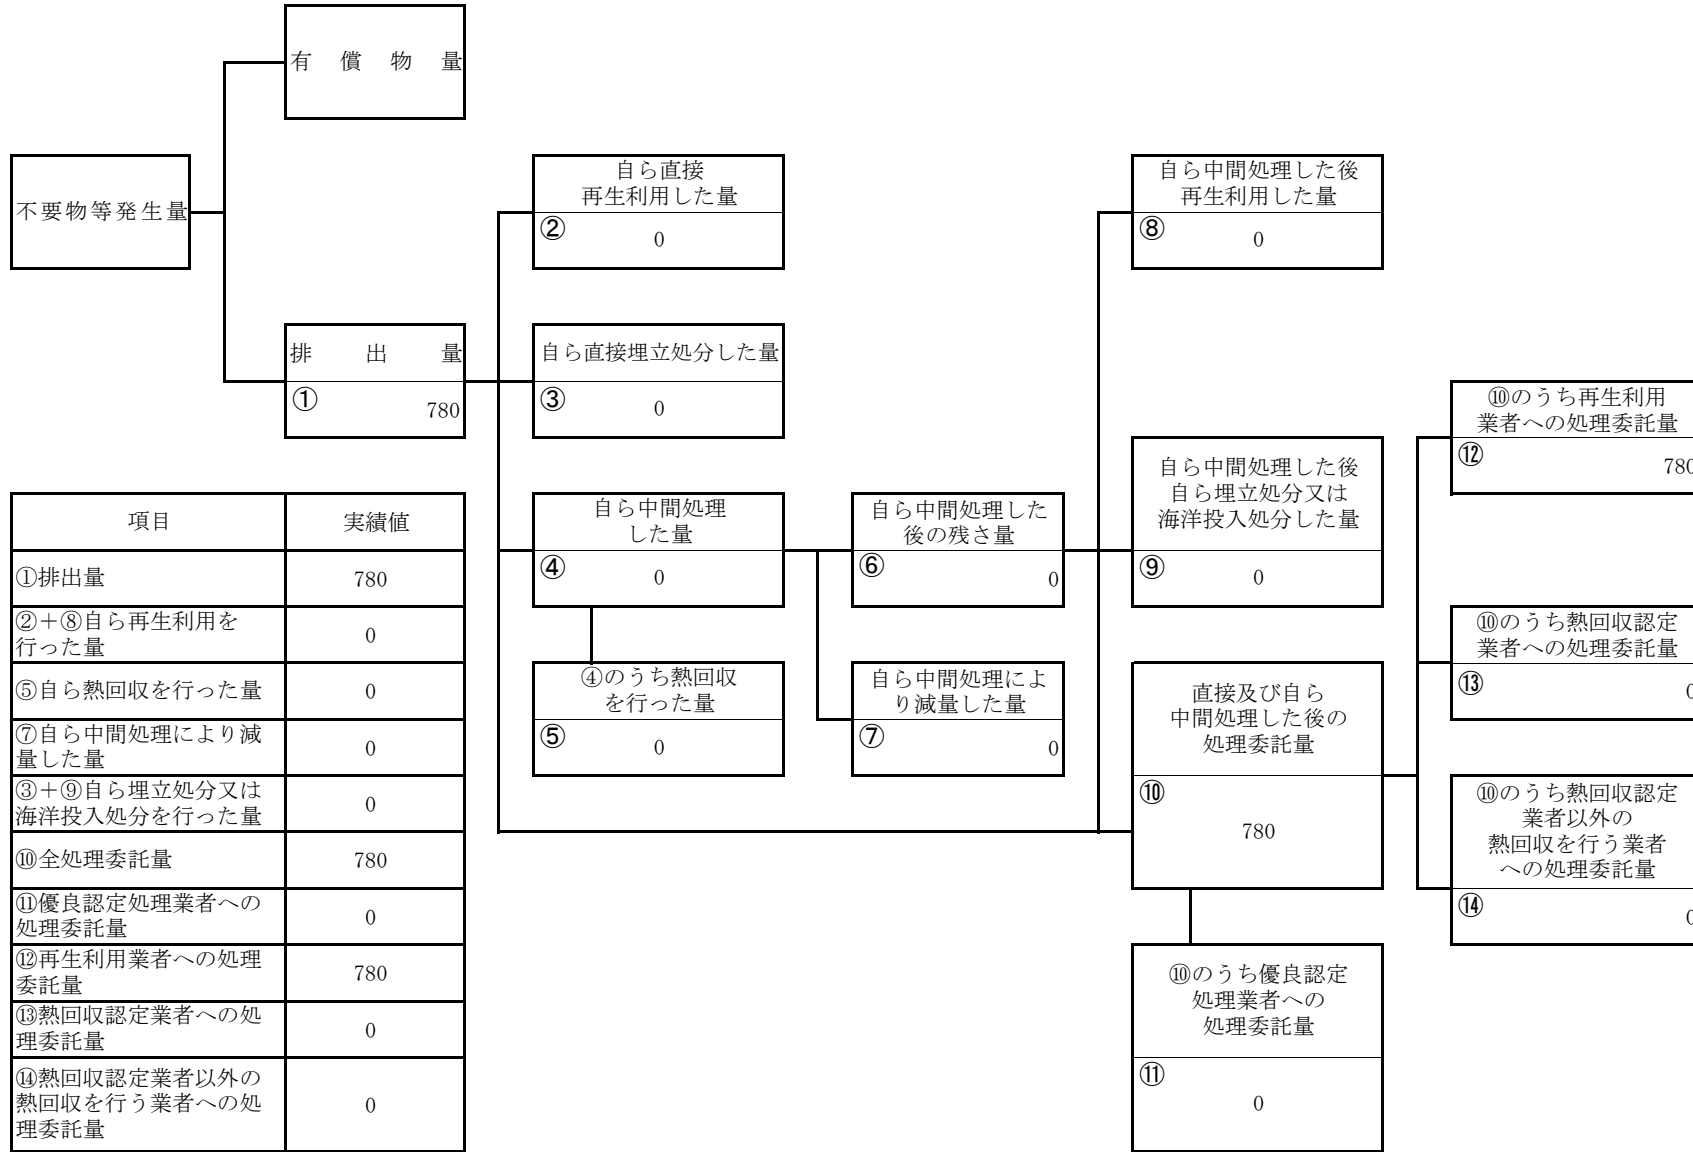 有償物量
不要物等発生量
排出量
① 780
自ら直接
再生利用した量
② 0
自ら直接埋立処分した量
③ 0
自ら中間処理
した量
④ 0
④のうち熱回収
を行った量
⑤ 0
自ら中間処理した
後の残さ量
⑥ 0
自ら中間処理によ
り減量した量
⑦ 0
自ら中間処理した後
再生利用した量
⑧ 0
自ら中間処理した後
自ら埋立処分又は
海洋投入処分した量
⑨ 0
直接及び自ら
中間処理した後の
処理委託量
⑩
780
⑩のうち優良認定
処理業者への
処理委託量
⑪
0
⑩のうち再生利用
業者への処理委託量
⑫ 780
⑩のうち熱回収認定
業者への処理委託量
⑬ 0
⑩のうち熱回収認定
業者以外の
熱回収を行う業者
への処理委託量
⑭ 0
項目 実績値
①排出量 780
②+⑧自ら再生利用を
行った量 0
⑤自ら熱回収を行った量 0
⑦自ら中間処理により減
量した量 0
③+⑨自ら埋立処分又は
海洋投入処分を行った量 0
⑩全処理委託量 780
⑪優良認定処理業者への
処理委託量 0
⑫再生利用業者への処理
委託量 780
⑬熱回収認定業者への処
理委託量 0
⑭熱回収認定業者以外の
熱回収を行う業者への処
理委託量 0